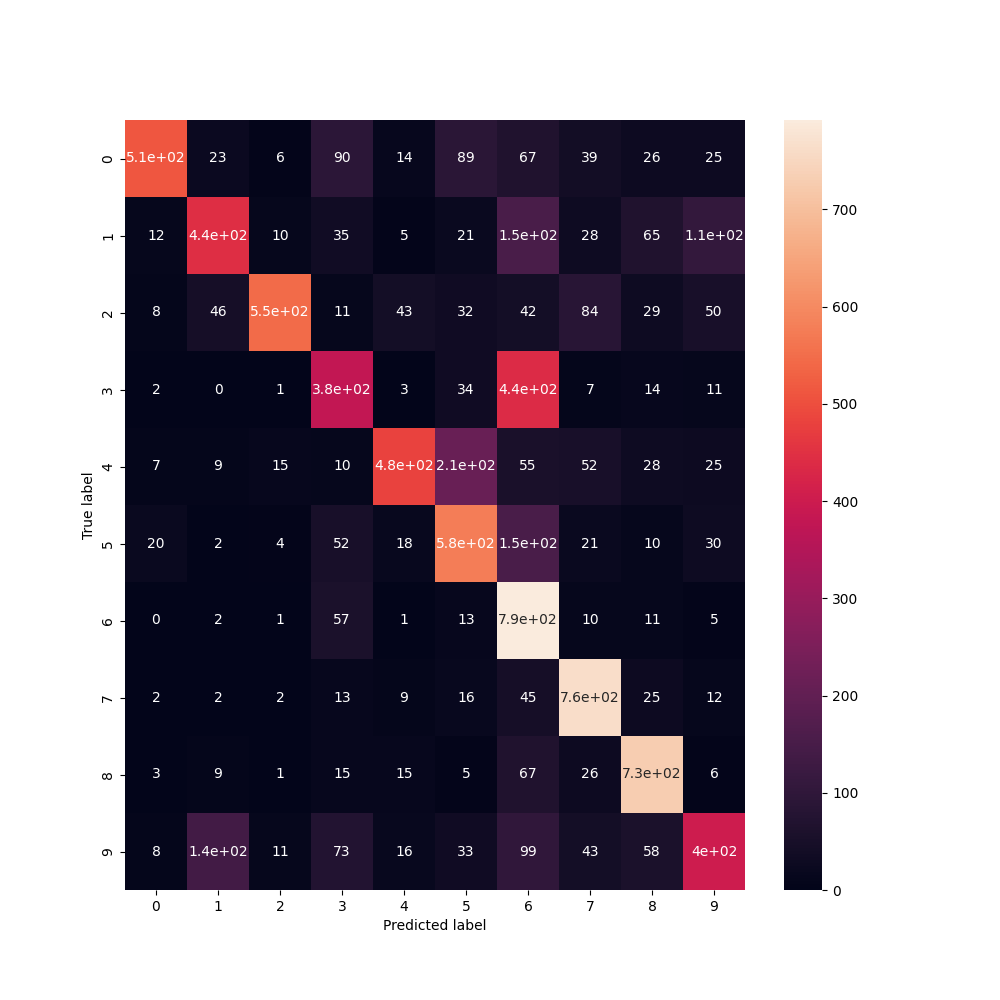 0 5.1e+02 23 6 90 14 89 67 39 26 25
1 12 4.4e+02 10 35 5 21 1.5e+02 28 65 1.1e+02
2 8 46 5.5e+02 11 43 32 42 84 29 50
3 2 0 1 3.8e+02 3 34 4.4e+02 7 14 11
4 7 9 15 10 4.8e+02 2.1e+02 55 52 28 25
5 20 2 4 52 18 5.8e+02 1.5e+02 21 10 30
6 0 2 1 57 1 13 7.9e+02 10 11 5
7 2 2 2 13 9 16 45 7.6e+02 25 12
8 3 9 1 15 15 5 67 26 7.3e+02 6
9 8 1.4e+02 11 73 16 33 99 43 58 4e+02
0 1 2 3 4 5 6 7 8 9
Predicted label
True label
700
600
500
400
300
200
100
0